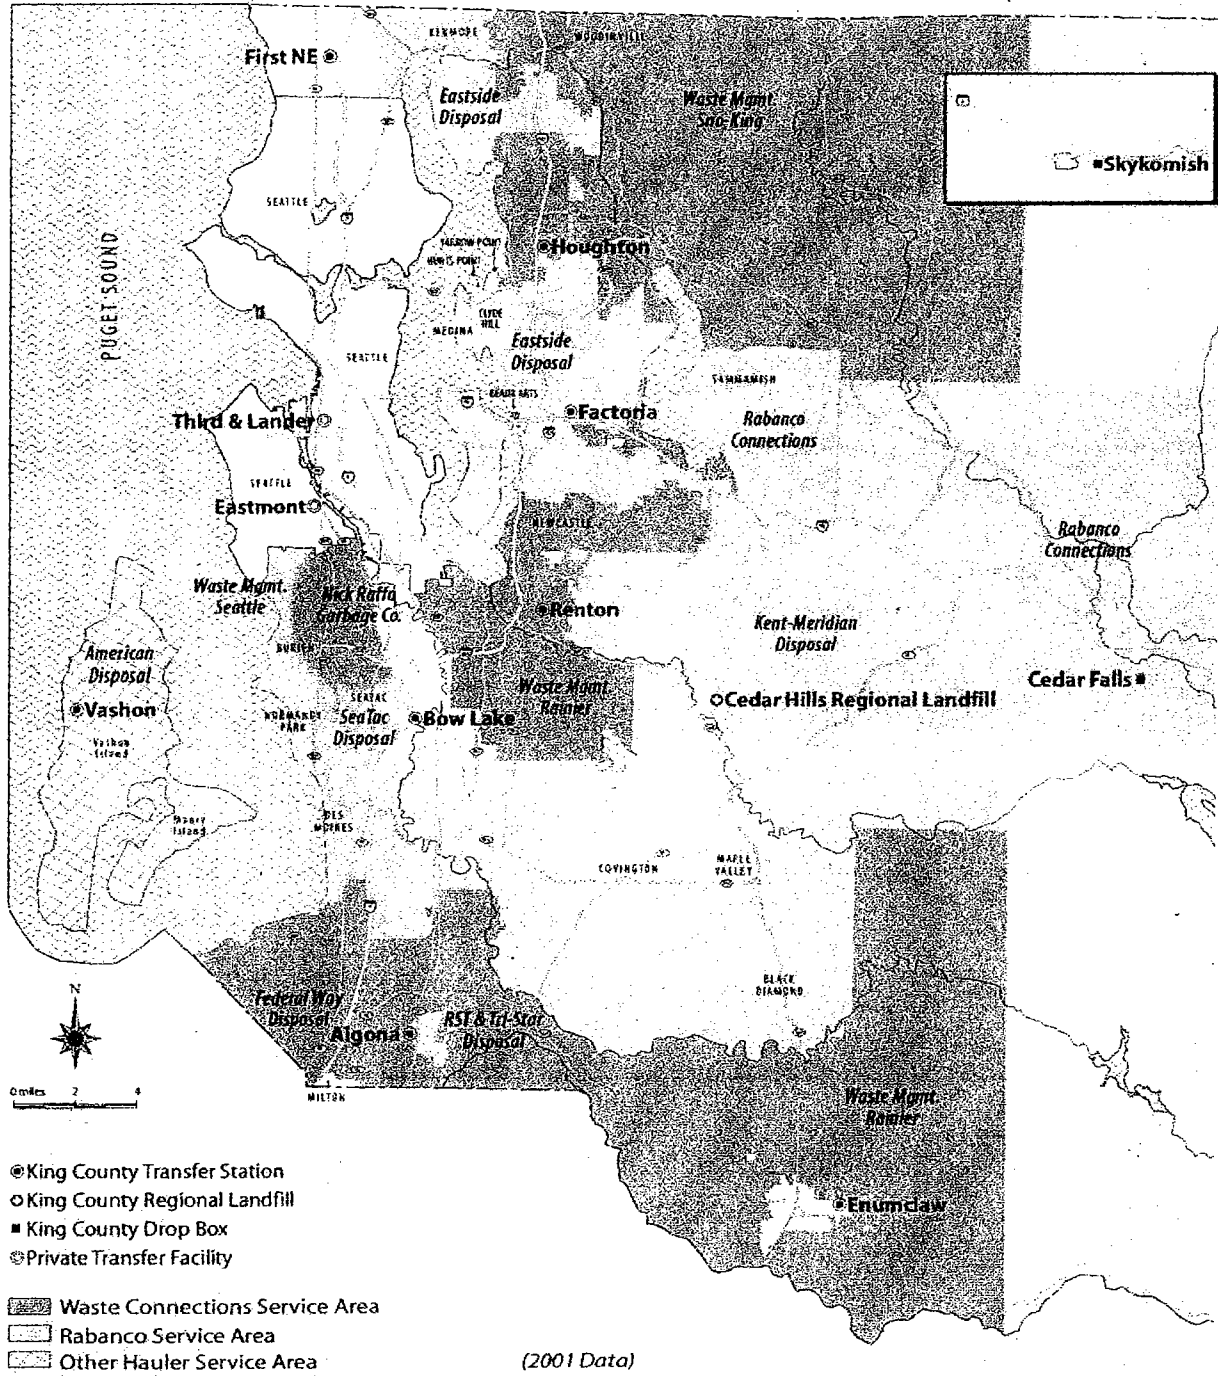 KENMORE
WOODINVILLE
First NE
Eastside
Disposal
Waste Mgmt.
Sno-King
Skykomish
SEATTLE
PUGET SOUND
YARROW POINT
HUNTS POINT
Houghton
CLYDE
HILL
MEDINA
SEATTLE
Eastside
Disposal
SAMMAMISH
BEAUX ARTS
Factoria
Third & Lander
Rabanco
Connections
SEATTLE
Eastmont
NEWCASTLE
Rabanco
Connections
Waste Mgmt.
Seattle
Nick Raffo
Garbage Co.
Renton
Kent-Meridian
Disposal
BURIEN
American
Disposal
Cedar Falls
Waste Mgmt.
Rainier
SEATAC
Cedar Hills Regional Landfill
Vashon
NORMANDY
PARK
SeaTac
Disposal
Bow Lake
Vashon
Island
Maury
Island
DES
MOINES
COVINGTON
MAPLE
VALLEY
BLACK
DIAMOND
N
Federal Way
Disposal
Algona
RST & Tri-Star
Disposal
0 miles 2 4
MILTON
Waste Mgmt.
Rainier
Enumclaw
King County Transfer Station
King County Regional Landfill
King County Drop Box
Private Transfer Facility
Waste Connections Service Area
Rabanco Service Area
Other Hauler Service Area
(2001 Data)